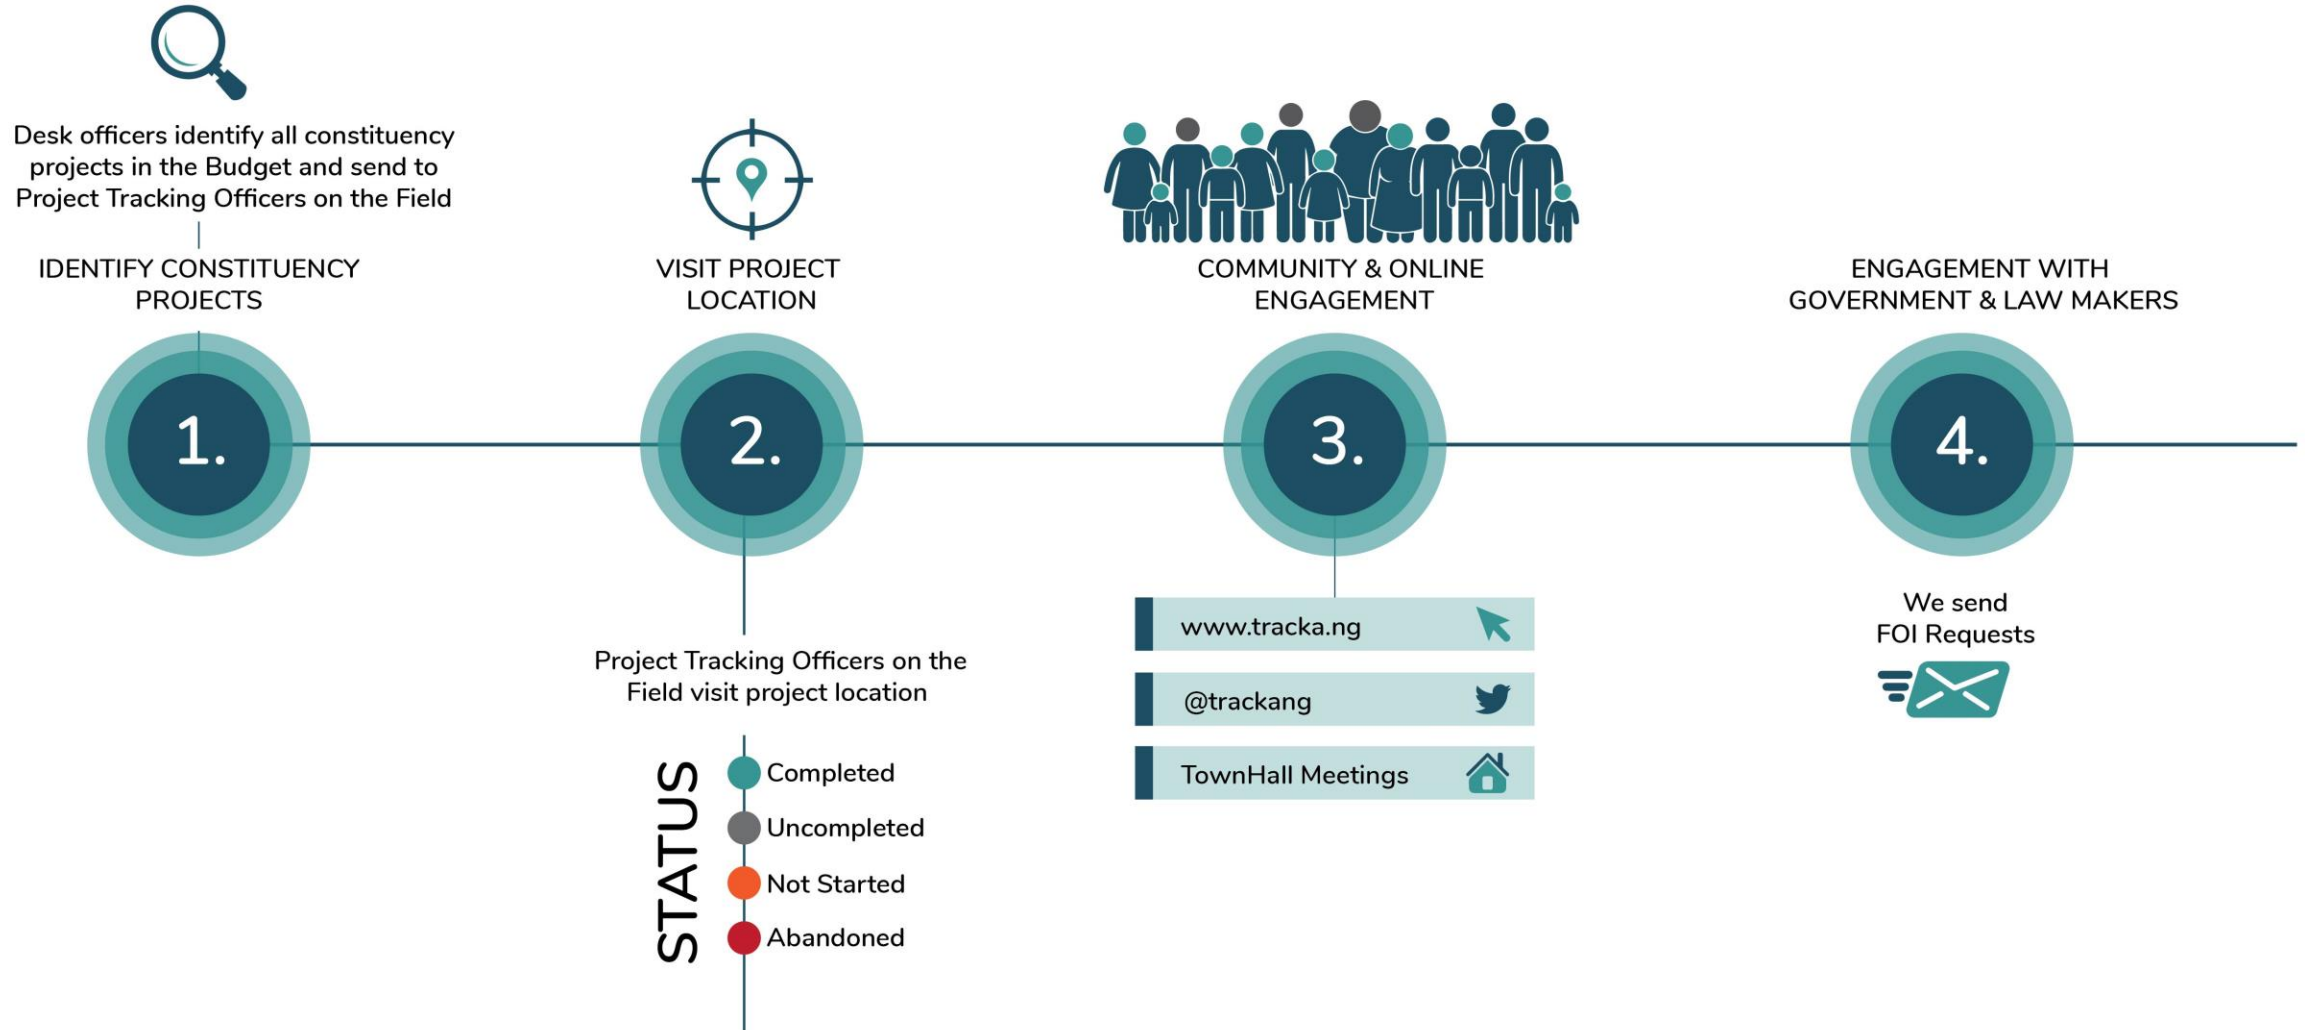 Desk officers identify all constituency
projects in the Budget and send to
Project Tracking Officers on the Field
IDENTIFY CONSTITUENCY
PROJECTS
1.
VISIT PROJECT
LOCATION
2.
Project Tracking Officers on the
Field visit project location
STATUS
Completed
Uncompleted
Not Started
Abandoned
COMMUNITY & ONLINE
ENGAGEMENT
3.
www.tracka.ng
@trackang
TownHall Meetings
ENGAGEMENT WITH
GOVERNMENT & LAW MAKERS
4.
We send
FOI Requests